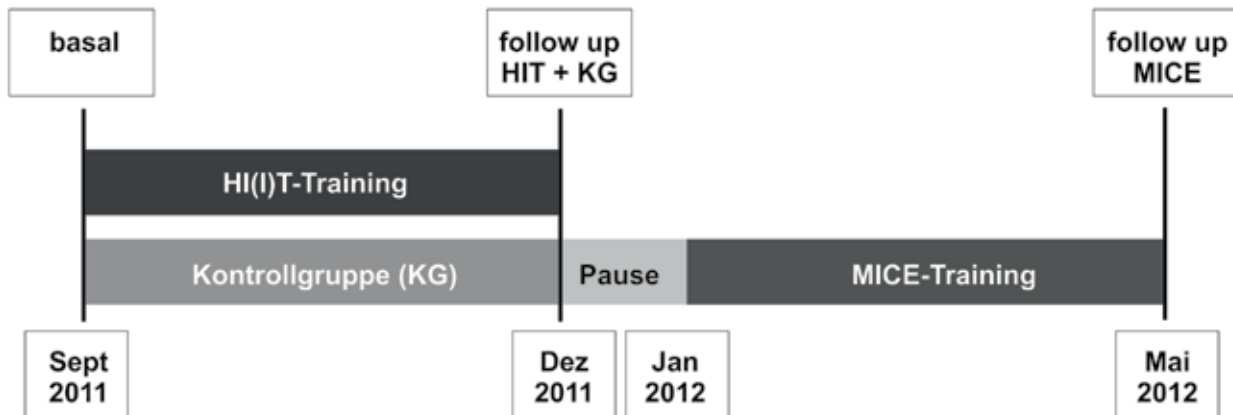 basal
follow up
HIT + KG
follow up
MICE
HI(I)T-Training
Kontrollgruppe (KG)
Pause
MICE-Training
Sept
2011
Dez
2011
Jan
2012
Mai
2012